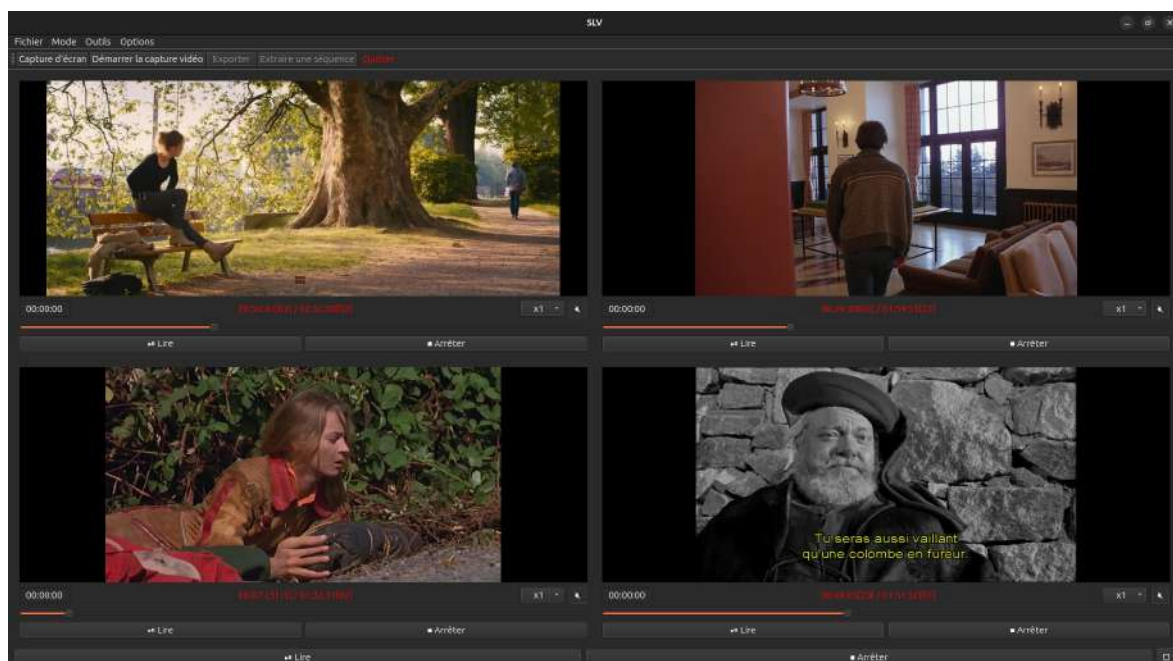 SLV
Fichier Mode Outils Options
Capture d'écran Démarrer la capture vidéo Exporter Extraire une séquence Quitter
00:00:00 x1
00:00:00 x1
Lire Arrêter
Lire Arrêter
Tu seras aussi vaillant
qu'une colombe en fureur.
00:00:00 x1
00:00:00 x1
Lire Arrêter
Lire Arrêter
Lire Arrêter